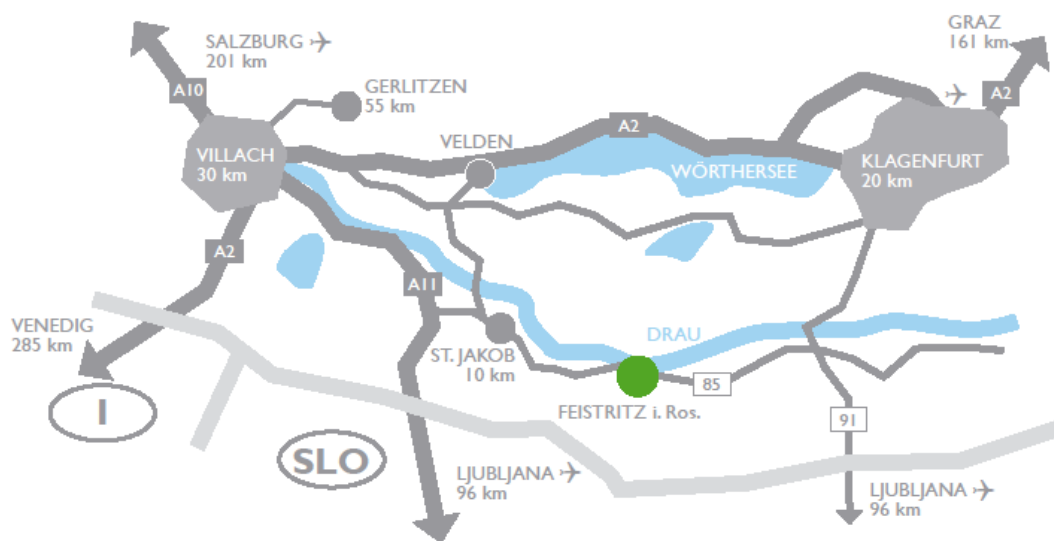 SALZBURG
201 km
GRAZ
161 km
A10
GERLITZEN
55 km
A2
A2
VELDEN
VILLACH
30 km
WÖRTHERSEE
KLAGENFURT
20 km
A2
A11
VENEDIG
285 km
DRAU
ST. JAKOB
10 km
85
FEISTRITZ i. Ros.
91
I
SLO
LJUBLJANA
96 km
LJUBLJANA
96 km